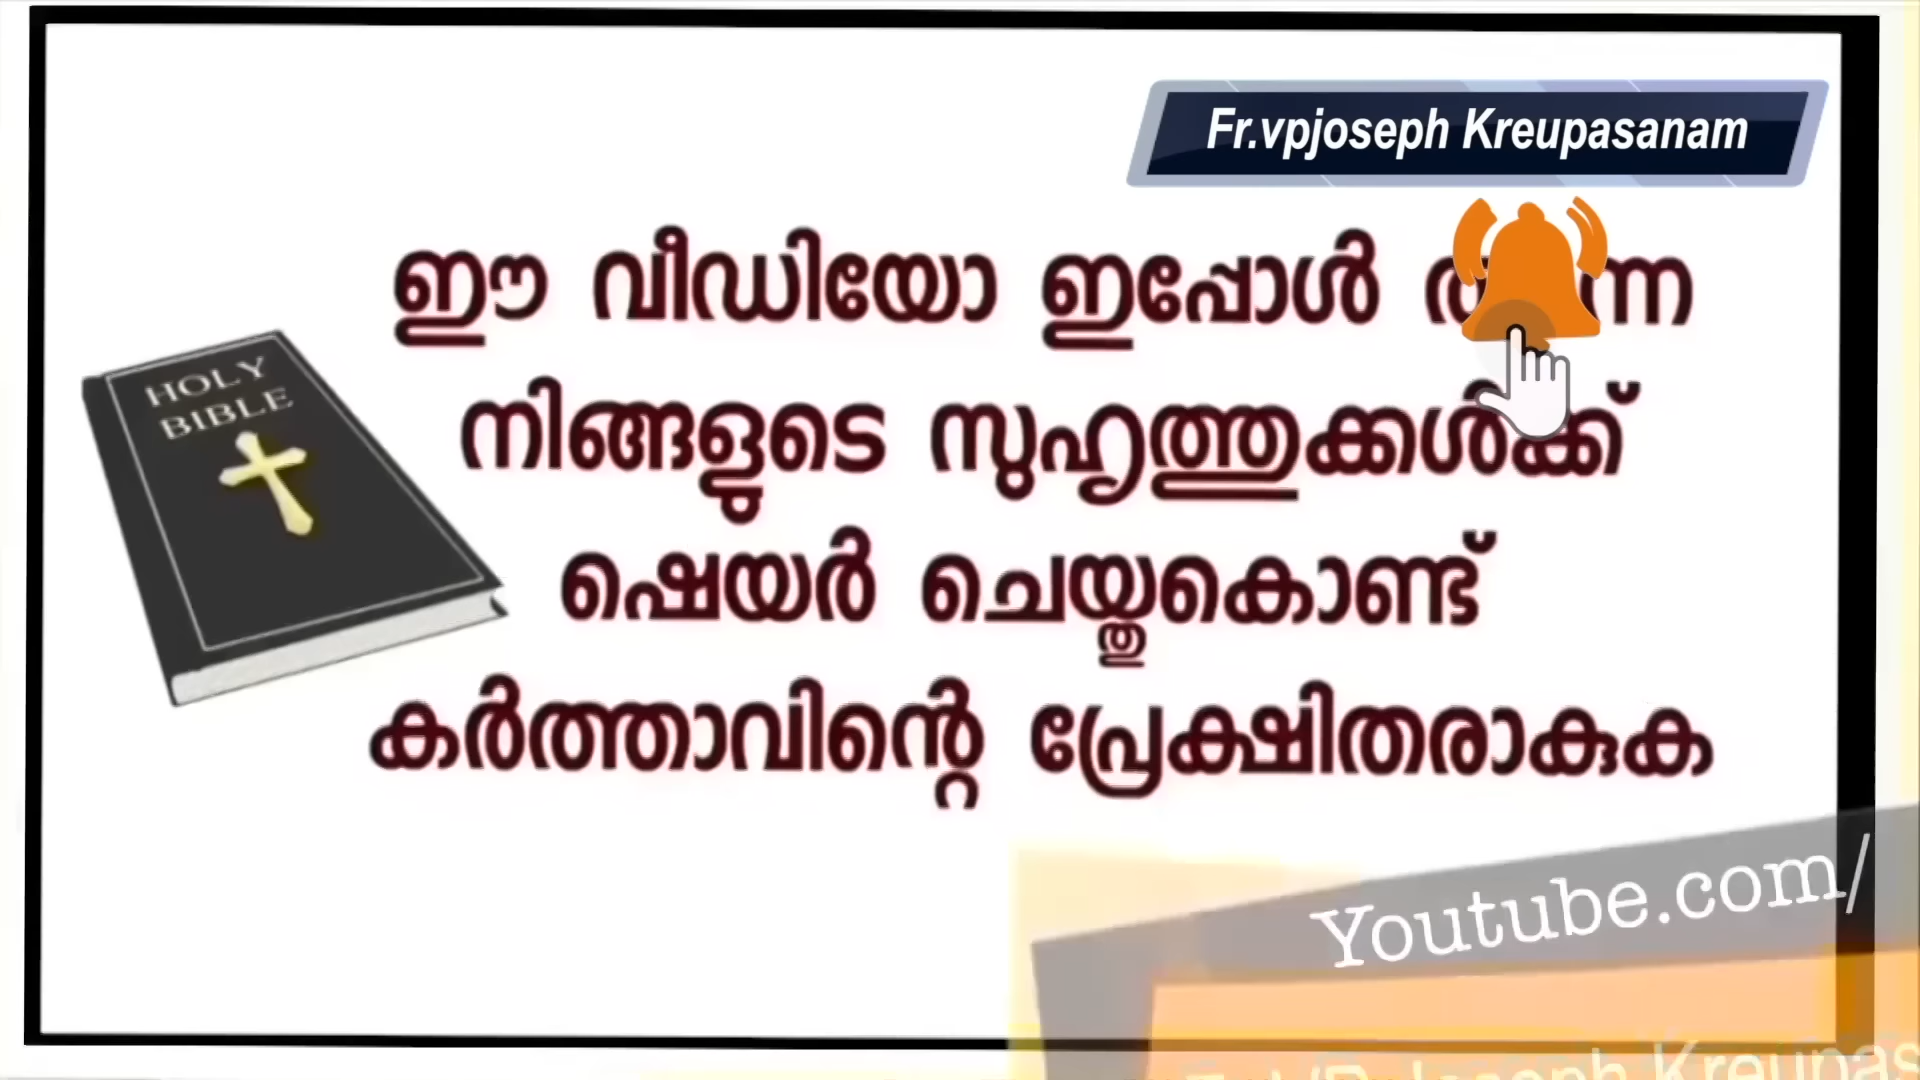 Fr.vpjoseph Kreupasanam
ഈ വീഡിയോ ഇപ്പോൾ
നിങ്ങളുടെ സുഹൃത്തുക്കൾക്ക്
ഷെയർ ചെയ്തുകൊണ്ട്
കർത്താവിന്റെ പ്രേക്ഷിതരാകുക
HOLY
BIBLE
Youtube.com/